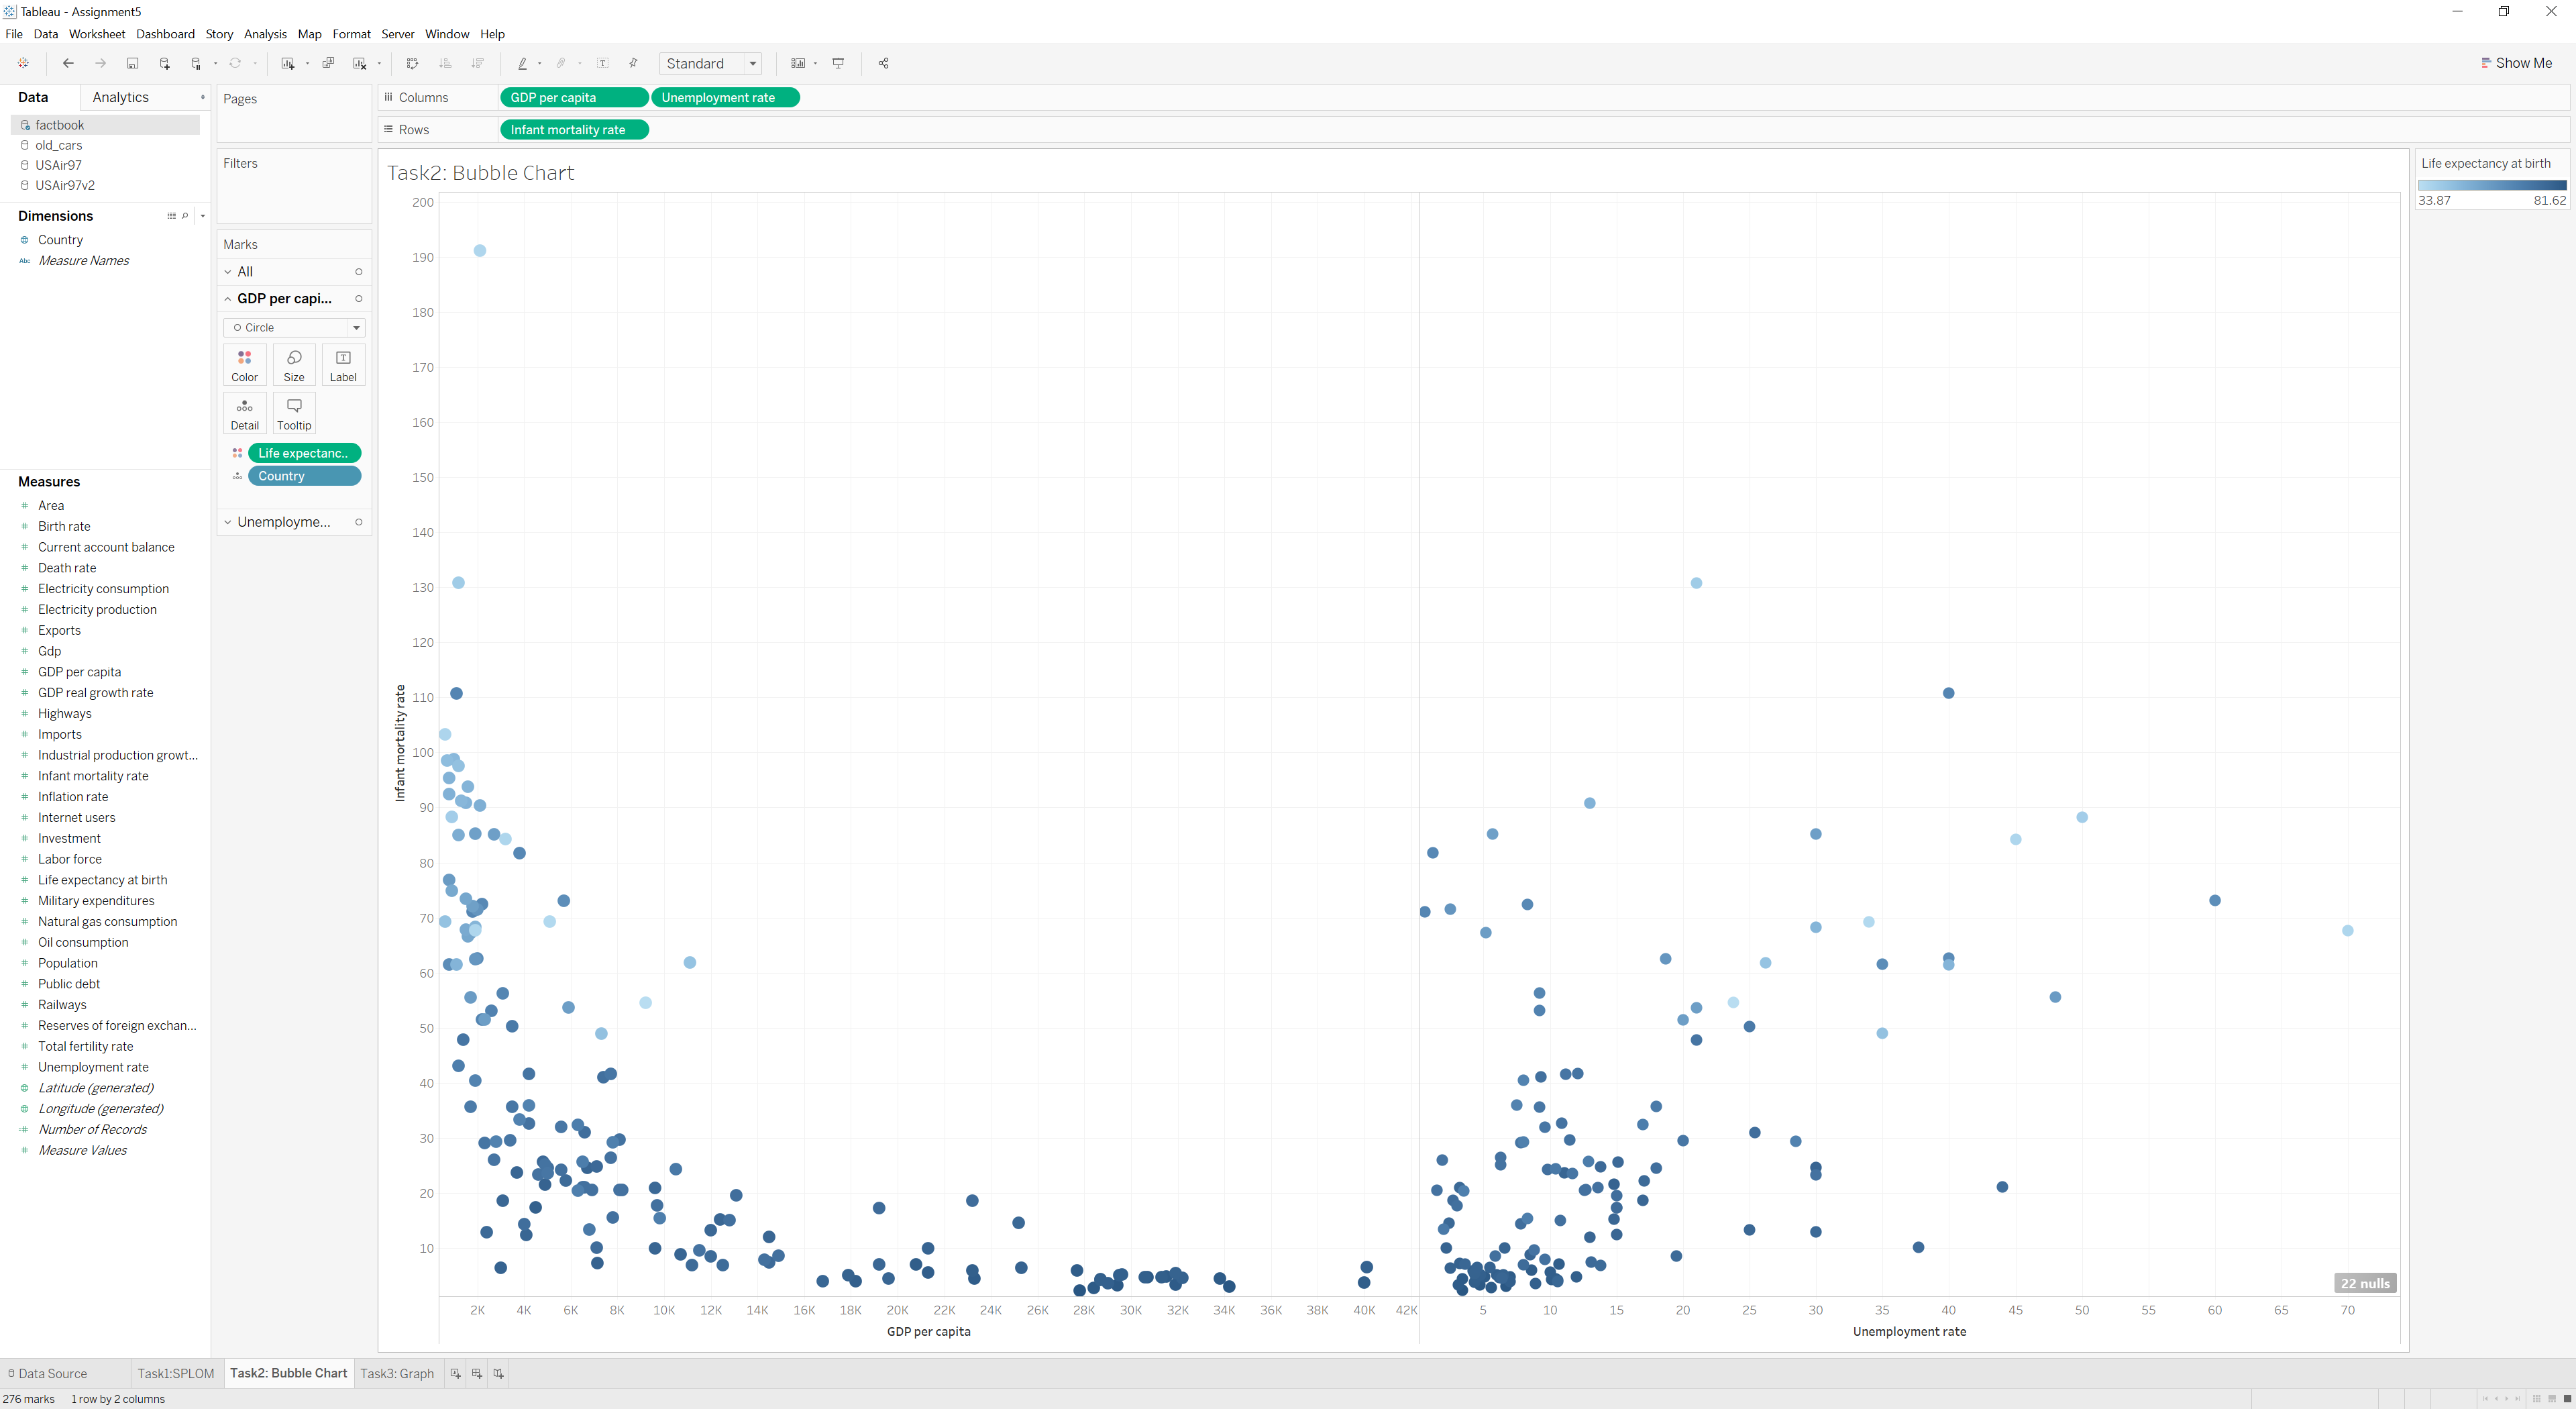 Tableau - Assignment5
File Data Worksheet Dashboard Story Analysis Map Format Server Window Help
Standard
Show Me
Data Analytics
factbook
old_cars
USAir97
USAir97v2
Dimensions
Country
Abc Measure Names
Measures
Area
Birth rate
Current account balance
Death rate
Electricity consumption
Electricity production
Exports
Gdp
GDP per capita
GDP real growth rate
Highways
Imports
Industrial production growt...
Infant mortality rate
Inflation rate
Internet users
Investment
Labor force
Life expectancy at birth
Military expenditures
Natural gas consumption
Oil consumption
Population
Public debt
Railways
Reserves of foreign exchan...
Total fertility rate
Unemployment rate
Latitude (generated)
Longitude (generated)
Number of Records
Measure Values
Pages
Filters
Marks
All
GDP per capi...
Circle
Color Size Label
Detail Tooltip
Life expectanc..
Country
Unemployme...
Columns GDP per capita Unemployment rate
Rows Infant mortality rate
Task2: Bubble Chart
200
190
180
170
160
150
140
130
120
110
100
90
80
70
60
50
40
30
20
10
Infant mortality rate
2K 4K 6K 8K 10K 12K 14K 16K 18K 20K 22K 24K 26K 28K 30K 32K 34K 36K 38K 40K 42K
GDP per capita
5 10 15 20 25 30 35 40 45 50 55 60 65 70
Unemployment rate
22 nulls
Life expectancy at birth
33.87 81.62
Data Source Task1:SPLOM Task2: Bubble Chart Task3: Graph
276 marks 1 row by 2 columns